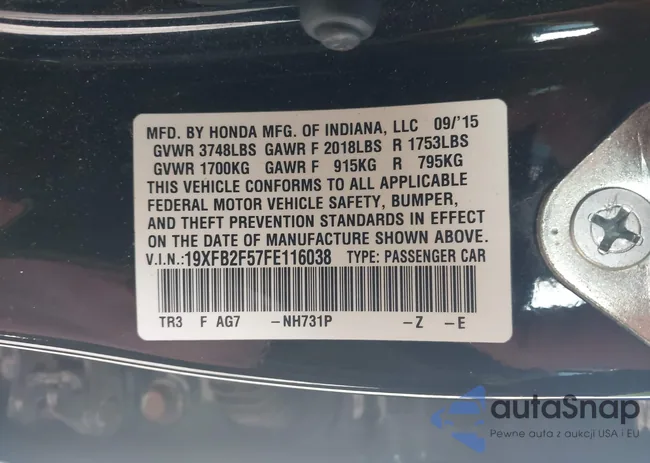 MFD. BY HONDA MFG. OF INDIANA, LLC 09/'15
GVWR 3748LBS GAWR F 2018LBS R 1753LBS
GVWR 1700KG GAWR F 915KG R 795KG
THIS VEHICLE CONFORMS TO ALL APPLICABLE
FEDERAL MOTOR VEHICLE SAFETY, BUMPER,
AND THEFT PREVENTION STANDARDS IN EFFECT
ON THE DATE OF MANUFACTURE SHOWN ABOVE.
V.I.N.:19XFB2F57FE116038 TYPE: PASSENGER CAR
TR3 F AG7 -NH731P -Z -E
autaSnap
Pewne auta z aukcji USA i EU